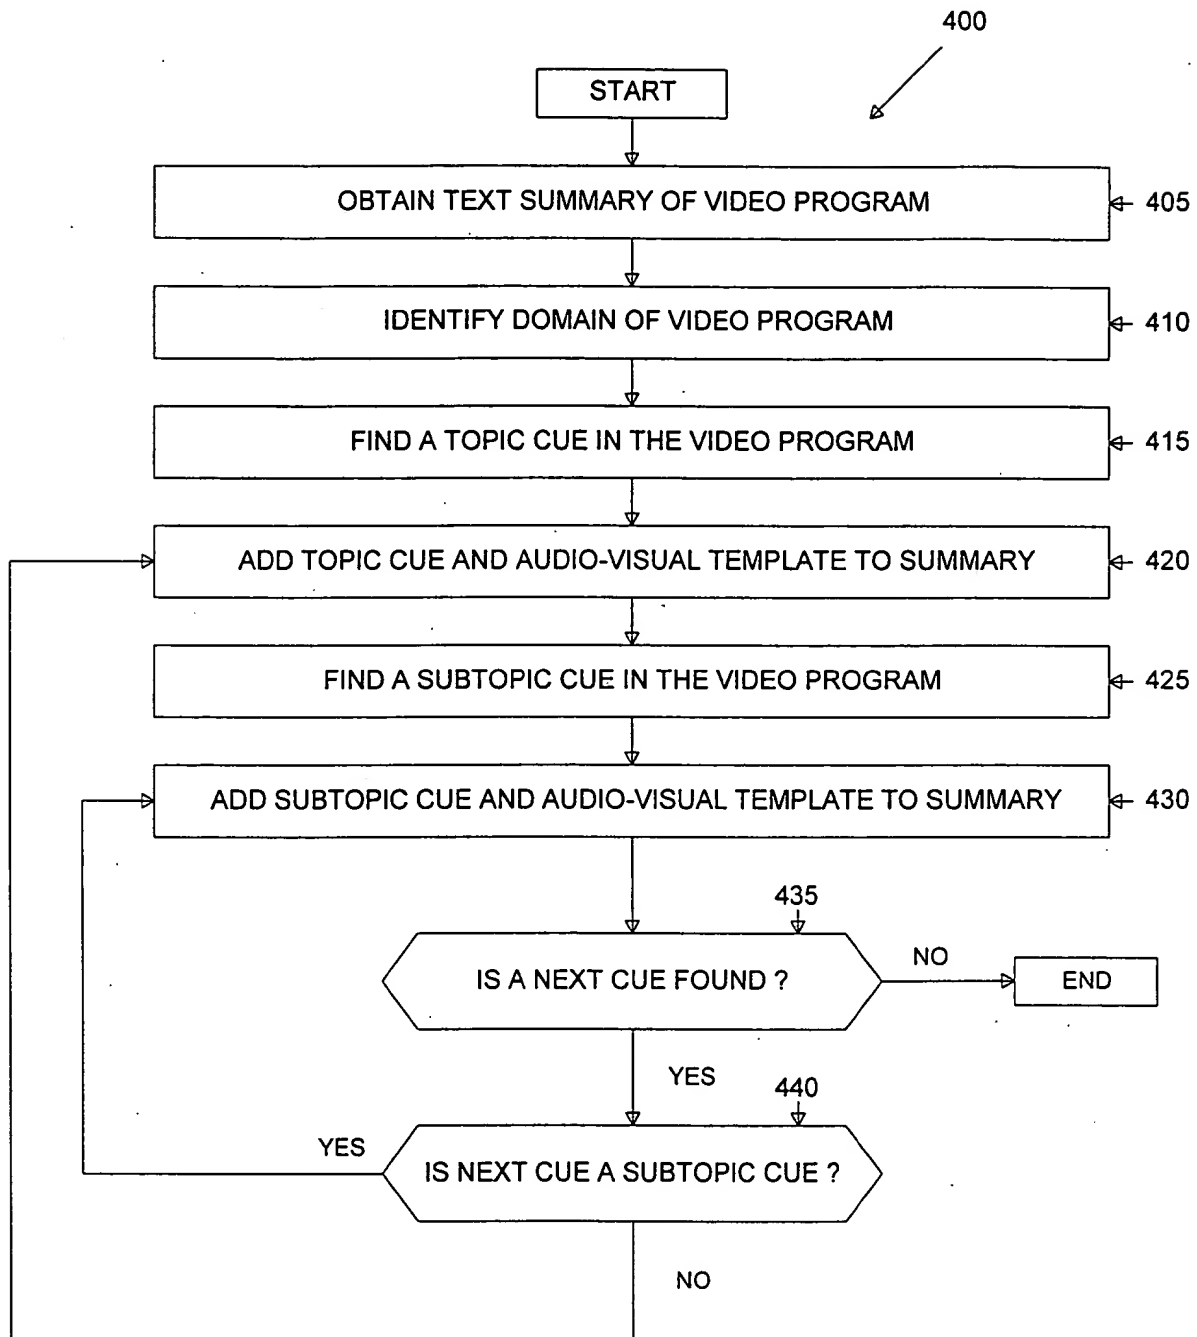 400
START
OBTAIN TEXT SUMMARY OF VIDEO PROGRAM
405
IDENTIFY DOMAIN OF VIDEO PROGRAM
410
FIND A TOPIC CUE IN THE VIDEO PROGRAM
415
ADD TOPIC CUE AND AUDIO-VISUAL TEMPLATE TO SUMMARY
420
FIND A SUBTOPIC CUE IN THE VIDEO PROGRAM
425
ADD SUBTOPIC CUE AND AUDIO-VISUAL TEMPLATE TO SUMMARY
430
435
IS A NEXT CUE FOUND ?
NO
END
YES
440
YES
IS NEXT CUE A SUBTOPIC CUE ?
NO